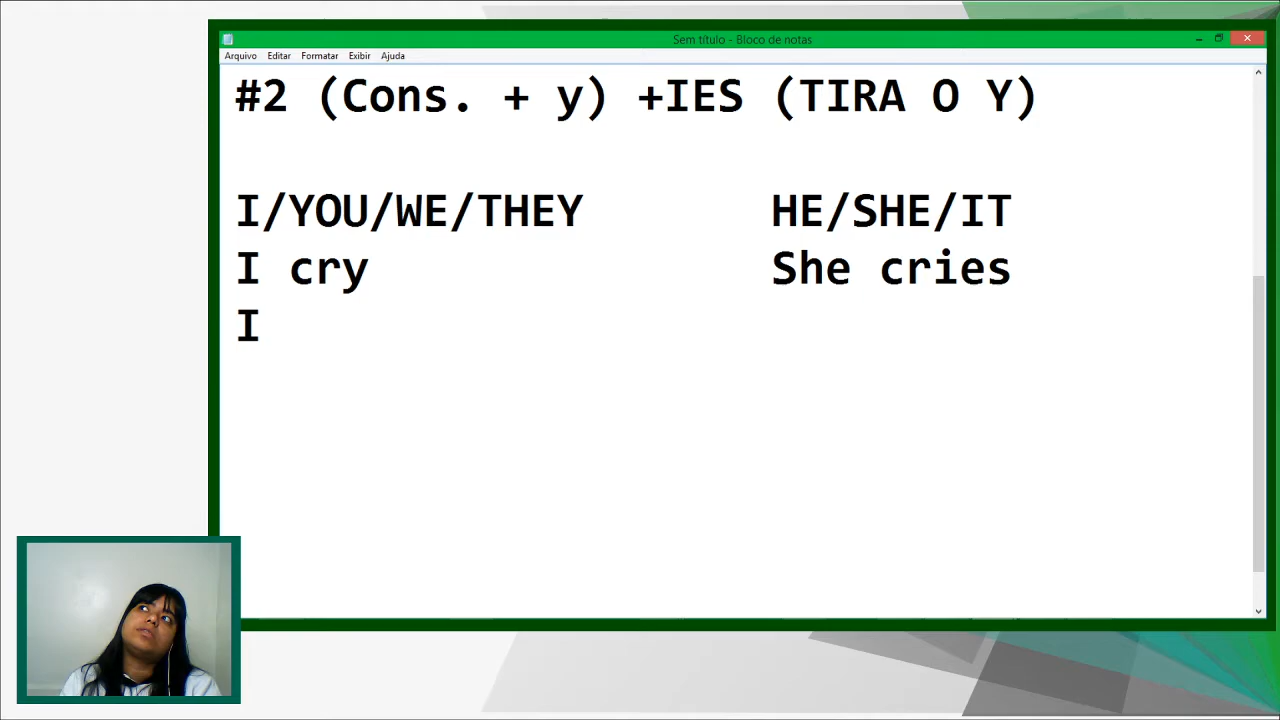 Sem título - Bloco de notas
Arquivo Editar Formatar Exibir Ajuda
#2 (Cons. + y) +IES (TIRA O Y)
I/YOU/WE/THEY HE/SHE/IT
I cry She cries
I